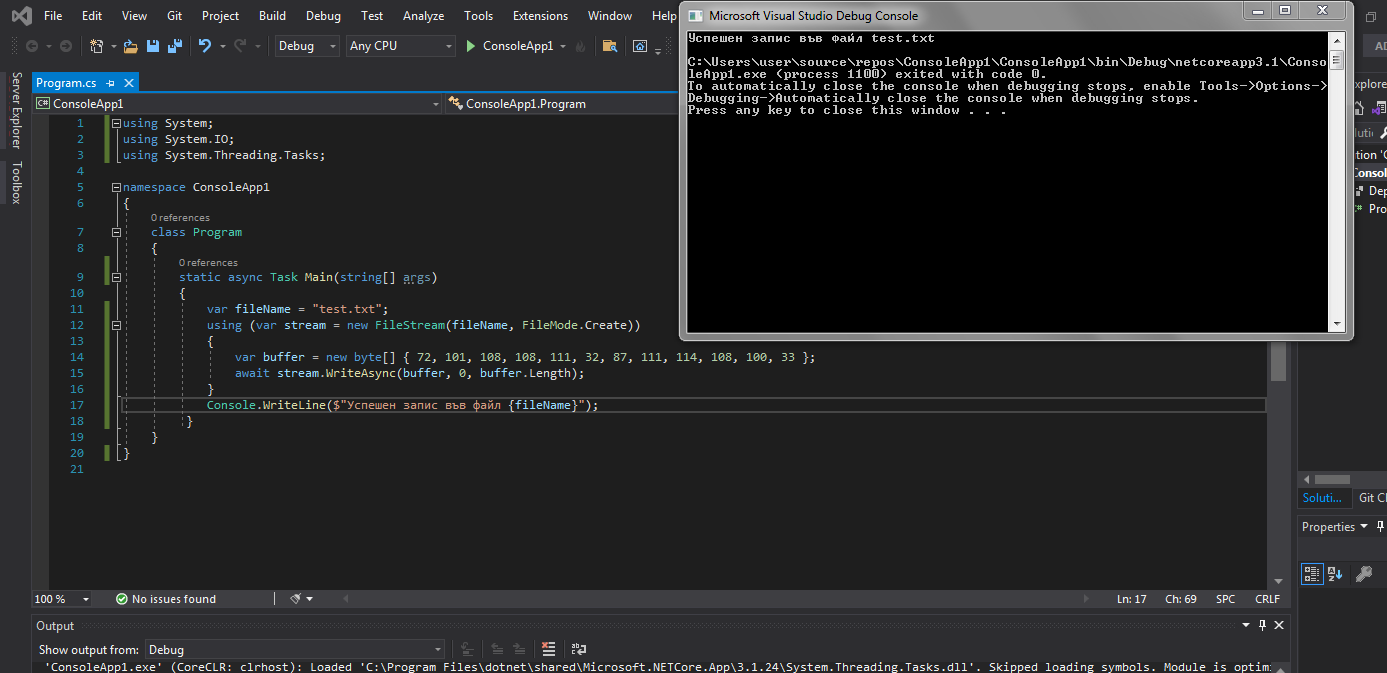 File Edit View Git Project Build Debug Test Analyze Tools Extensions Window Help
Debug Any CPU ConsoleApp1
Server Explorer
Toolbox
Program.cs
ConsoleApp1 ConsoleApp1.Program
1 using System;
2 using System.IO;
3 using System.Threading.Tasks;
4
5 namespace ConsoleApp1
6 {
0 references
7 class Program
8 {
0 references
9 static async Task Main(string[] args)
10 {
11 var fileName = "test.txt";
12 using (var stream = new FileStream(fileName, FileMode.Create))
13 {
14 var buffer = new byte[] { 72, 101, 108, 108, 111, 32, 87, 111, 114, 108, 100, 33 };
15 await stream.WriteAsync(buffer, 0, buffer.Length);
16 }
17 Console.WriteLine($"Успешен запис във файл {fileName}");
18 }
19 }
20 }
21
Microsoft Visual Studio Debug Console
Успешен запис във файл test.txt
C:\Users\user\source\repos\ConsoleApp1\ConsoleApp1\bin\Debug\netcoreapp3.1\Conso
leApp1.exe (process 1100) exited with code 0.
To automatically close the console when debugging stops, enable Tools->Options->
Debugging->Automatically close the console when debugging stops.
Press any key to close this window . . .
Soluti... Git C
Properties
100 % No issues found Ln: 17 Ch: 69 SPC CRLF
Output
Show output from: Debug
'ConsoleApp1.exe' (CoreCLR: clrhost): Loaded 'C:\Program Files\dotnet\shared\Microsoft.NETCore.App\3.1.24\System.Threading.Tasks.dll'. Skipped loading symbols. Module is optimi